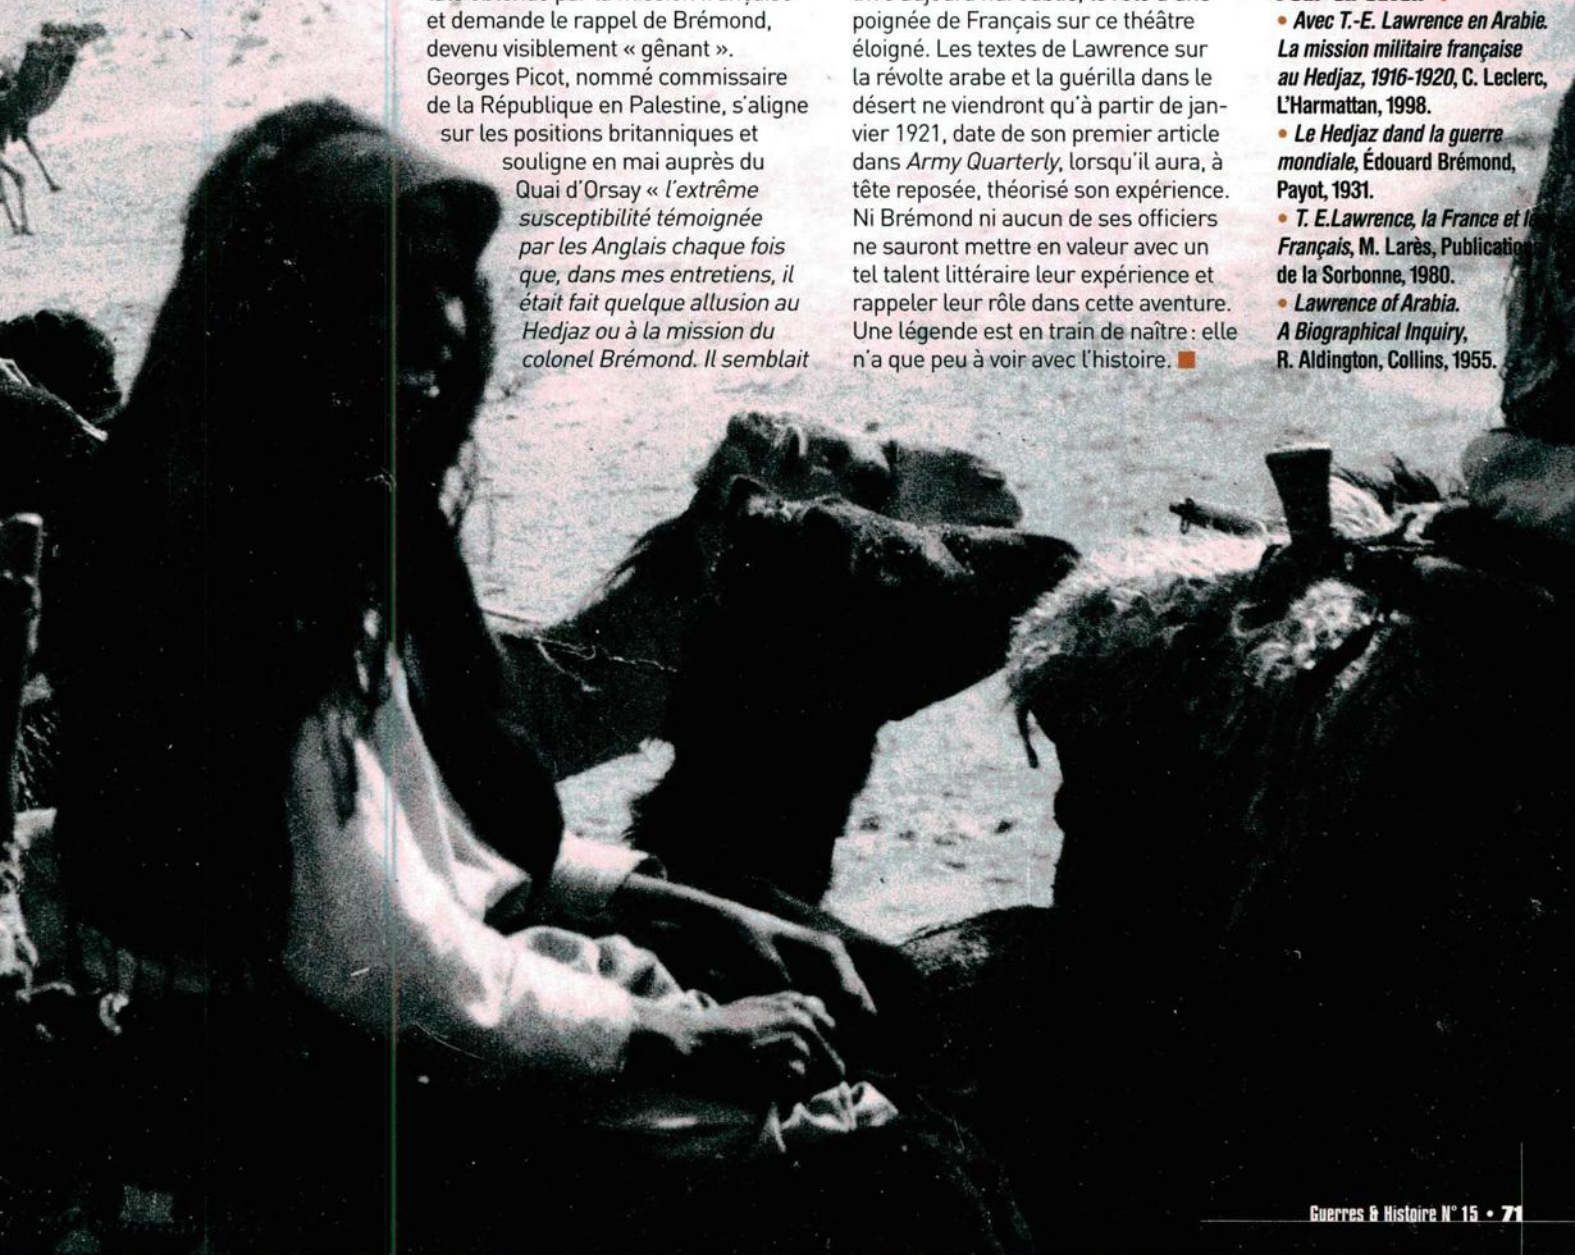 et demande le rappel de Brémond,
devenu visiblement « gênant ».
Georges Picot, nommé commissaire
de la République en Palestine, s'aligne
sur les positions britanniques et
souligne en mai auprès du
Quai d'Orsay « l'extrême
susceptibilité témoignée
par les Anglais chaque fois
que, dans mes entretiens, il
était fait quelque allusion au
Hedjaz ou à la mission du
colonel Brémond. Il semblait
poignée de Français sur ce théâtre
éloigné. Les textes de Lawrence sur
la révolte arabe et la guérilla dans le
désert ne viendront qu'à partir de jan-
vier 1921, date de son premier article
dans Army Quarterly, lorsqu'il aura, à
tête reposée, théorisé son expérience.
Ni Brémond ni aucun de ses officiers
ne sauront mettre en valeur avec un
tel talent littéraire leur expérience et
rappeler leur rôle dans cette aventure.
Une légende est en train de naître : elle
n'a que peu à voir avec l'histoire. ■
• Avec T.-E. Lawrence en Arabie.
La mission militaire française
au Hedjaz, 1916-1920, C. Leclerc,
L'Harmattan, 1998.
• Le Hedjaz dand la guerre
mondiale, Édouard Brémond,
Payot, 1931.
• T. E.Lawrence, la France et les
Français, M. Larès, Publications
de la Sorbonne, 1980.
• Lawrence of Arabia.
A Biographical Inquiry,
R. Aldington, Collins, 1955.
Guerres & Histoire N° 15 • 71